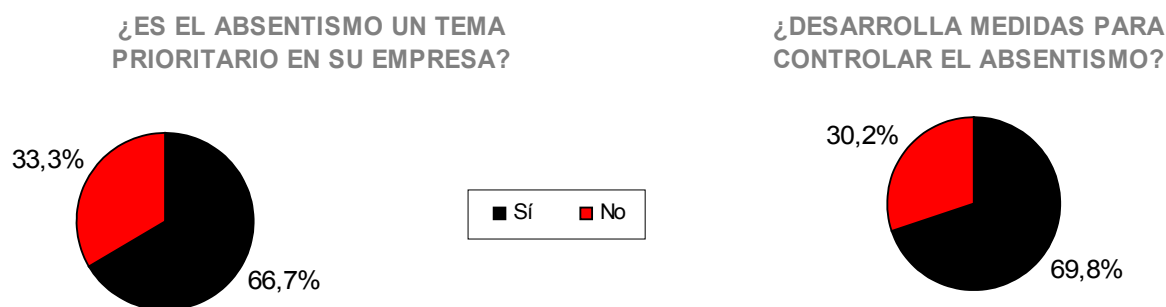 ¿ES EL ABSENTISMO UN TEMA
PRIORITARIO EN SU EMPRESA?
33,3%
66,7%
Sí
No
¿DESARROLLA MEDIDAS PARA
CONTROLAR EL ABSENTISMO?
30,2%
69,8%